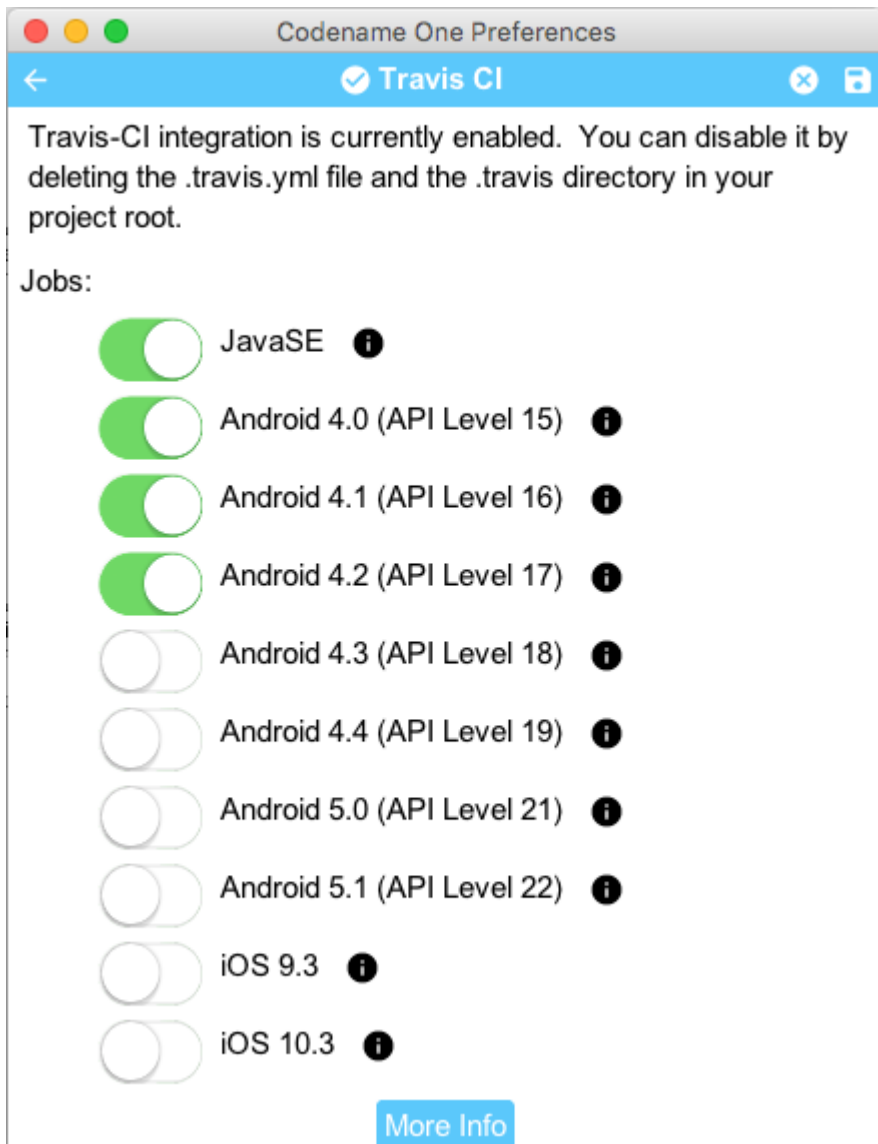 Codename One Preferences
Travis CI
Travis-CI integration is currently enabled.  You can disable it by
deleting the .travis.yml file and the .travis directory in your
project root.
Jobs:
JavaSE
Android 4.0 (API Level 15)
Android 4.1 (API Level 16)
Android 4.2 (API Level 17)
Android 4.3 (API Level 18)
Android 4.4 (API Level 19)
Android 5.0 (API Level 21)
Android 5.1 (API Level 22)
iOS 9.3
iOS 10.3
More Info